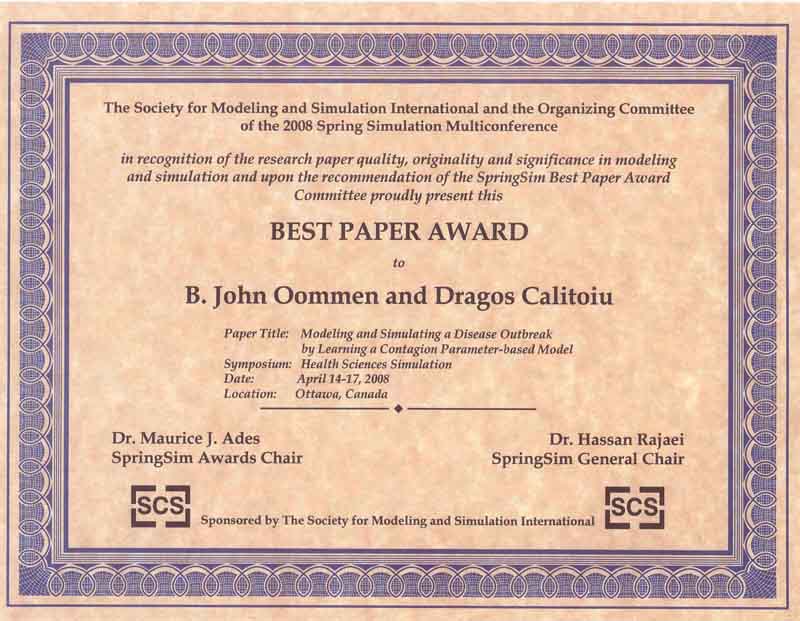 The Society for Modeling and Simulation International and the Organizing Committee
of the 2008 Spring Simulation Multiconference
in recognition of the research paper quality, originality and significance in modeling
and simulation and upon the recommendation of the SpringSim Best Paper Award
Committee proudly present this
BEST PAPER AWARD
to
B. John Oommen and Dragos Calitoiu
Paper Title: Modeling and Simulating a Disease Outbreak
by Learning a Contagion Parameter-based Model
Symposium: Health Sciences Simulation
Date: April 14-17, 2008
Location: Ottawa, Canada
Dr. Maurice J. Ades
SpringSim Awards Chair
Dr. Hassan Rajaei
SpringSim General Chair
SCS
Sponsored by The Society for Modeling and Simulation International
SCS